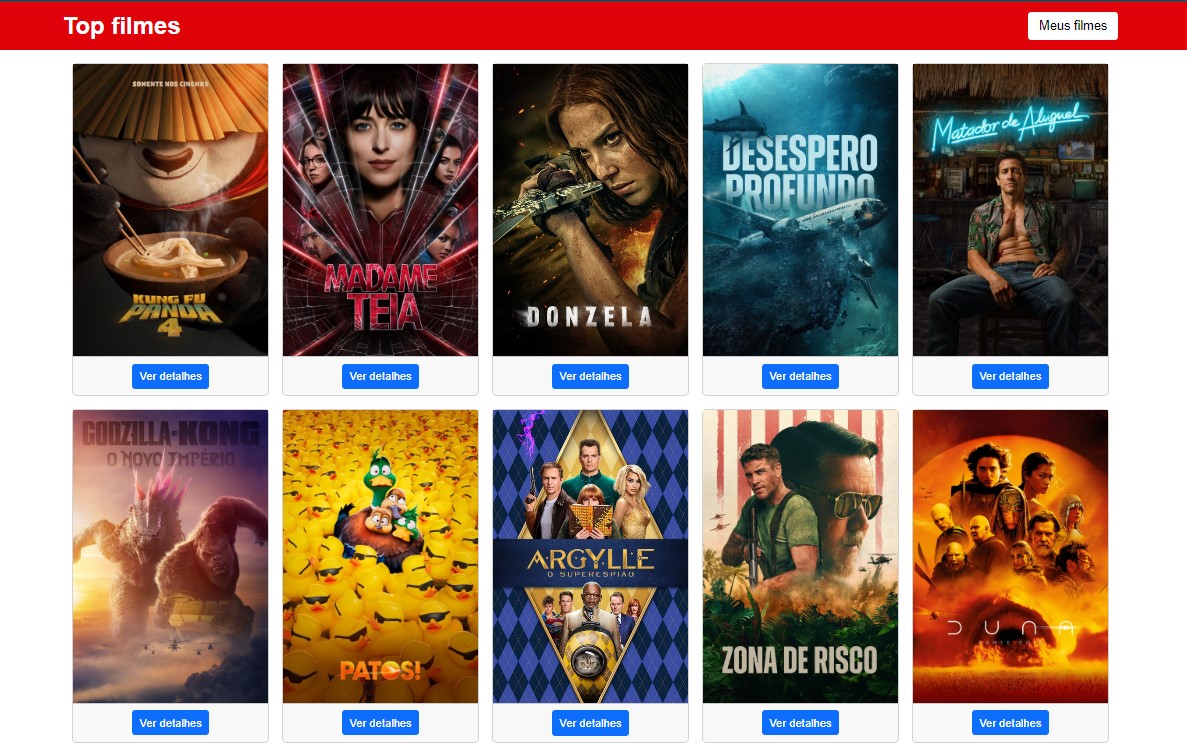 Top filmes
Meus filmes
SOMENTE NOS CINEMAS
KUNG FU
PANDA
4
MADAME
TEIA
DONZELA
DESESPERO
PROFUNDO
Matador de Aluguel
Ver detalhes
Ver detalhes
Ver detalhes
Ver detalhes
Ver detalhes
GODZILLA-KONG
O NOVO IMPÉRIO
PATOS!
ARGYLLE
O SUPERESPIÃO
ZONA DE RISCO
DUNA
Ver detalhes
Ver detalhes
Ver detalhes
Ver detalhes
Ver detalhes